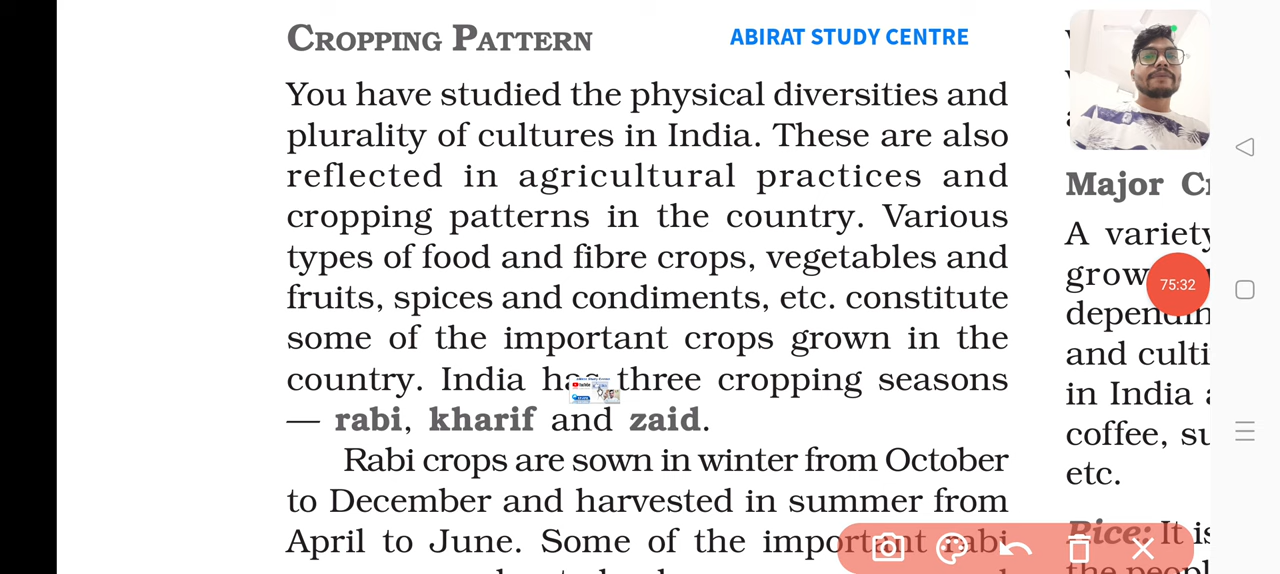 CROPPING PATTERN
ABIRAT STUDY CENTRE
You have studied the physical diversities and
plurality of cultures in India. These are also
reflected in agricultural practices and
cropping patterns in the country. Various
types of food and fibre crops, vegetables and
fruits, spices and condiments, etc. constitute
some of the important crops grown in the
country. India has three cropping seasons
— rabi, kharif and zaid.
Rabi crops are sown in winter from October
to December and harvested in summer from
April to June. Some of the important rabi
Major
A variety
75:32
and
in India
coffee,
etc.
Rice: It is